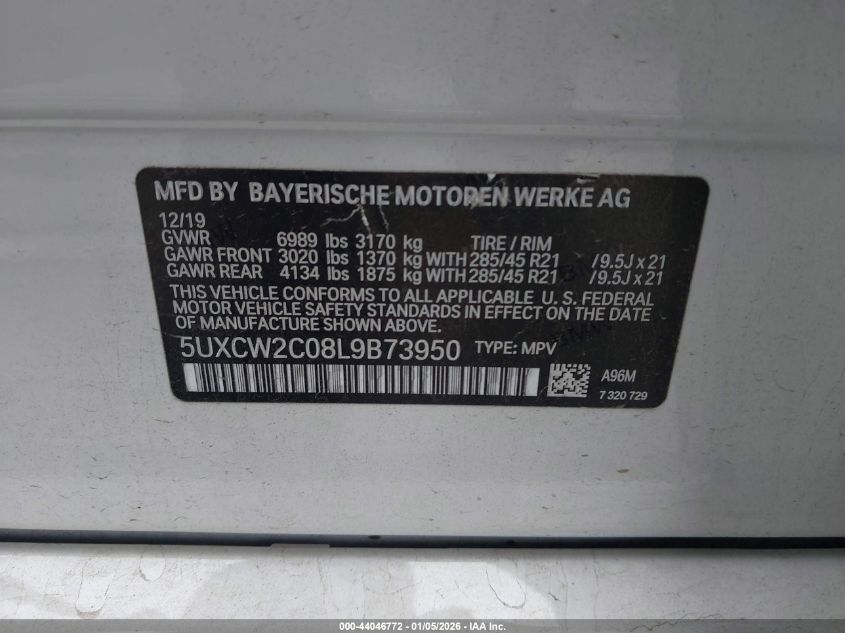 MFD BY BAYERISCHE MOTOREN WERKE AG
12/19
GVWR 6989 lbs 3170 kg TIRE / RIM
GAWR FRONT 3020 lbs 1370 kg WITH 285/45 R21 /9.5J x 21
GAWR REAR 4134 lbs 1875 kg WITH 285/45 R21 /9.5J x 21
THIS VEHICLE CONFORMS TO ALL APPLICABLE U. S. FEDERAL
MOTOR VEHICLE SAFETY STANDARDS IN EFFECT ON THE DATE
OF MANUFACTURE SHOWN ABOVE.
5UXCW2C08L9B73950 TYPE: MPV
A96M
7 320 729
000-44046772 - 01/05/2026 - IAA Inc.